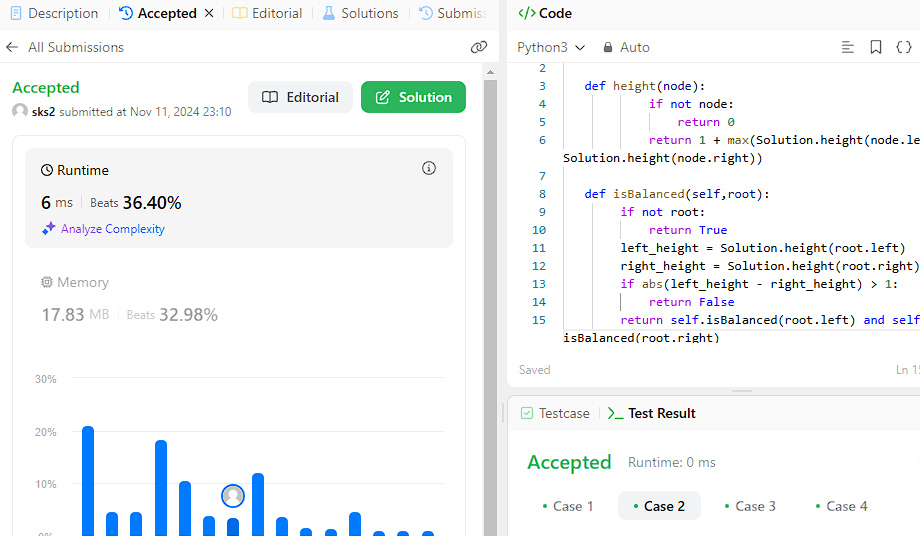 Description
Accepted
Editorial
Solutions
Submiss
All Submissions
Accepted
sks2 submitted at Nov 11, 2024 23:10
Editorial
Solution
Runtime
6 ms Beats 36.40%
Analyze Complexity
Memory
17.83 MB Beats 32.98%
30%
20%
10%
0%
</> Code
Python3
Auto
2
3 def height(node):
4 if not node:
5 return 0
6 return 1 + max(Solution.height(node.le
Solution.height(node.right))
7
8 def isBalanced(self,root):
9 if not root:
10 return True
11 left_height = Solution.height(root.left)
12 right_height = Solution.height(root.right)
13 if abs(left_height - right_height) > 1:
14 return False
15 return self.isBalanced(root.left) and self
isBalanced(root.right)
Saved
Ln 15
Testcase
>_ Test Result
Accepted Runtime: 0 ms
Case 1
Case 2
Case 3
Case 4